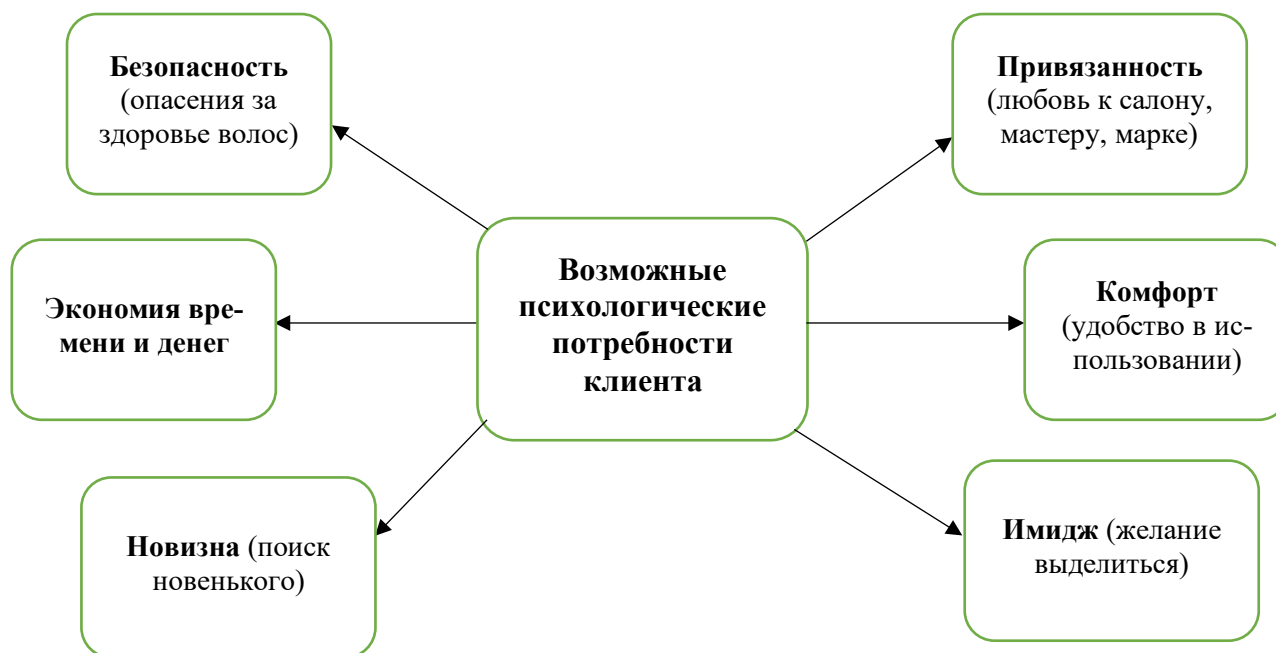 Безопасность
(опасения за
здоровье волос)
Привязанность
(любовь к салону,
мастеру, марке)
Экономия вре-
мени и денег
Возможные
психологические
потребности
клиента
Комфорт
(удобство в ис-
пользовании)
Новизна (поиск
новенького)
Имидж (желание
выделиться)